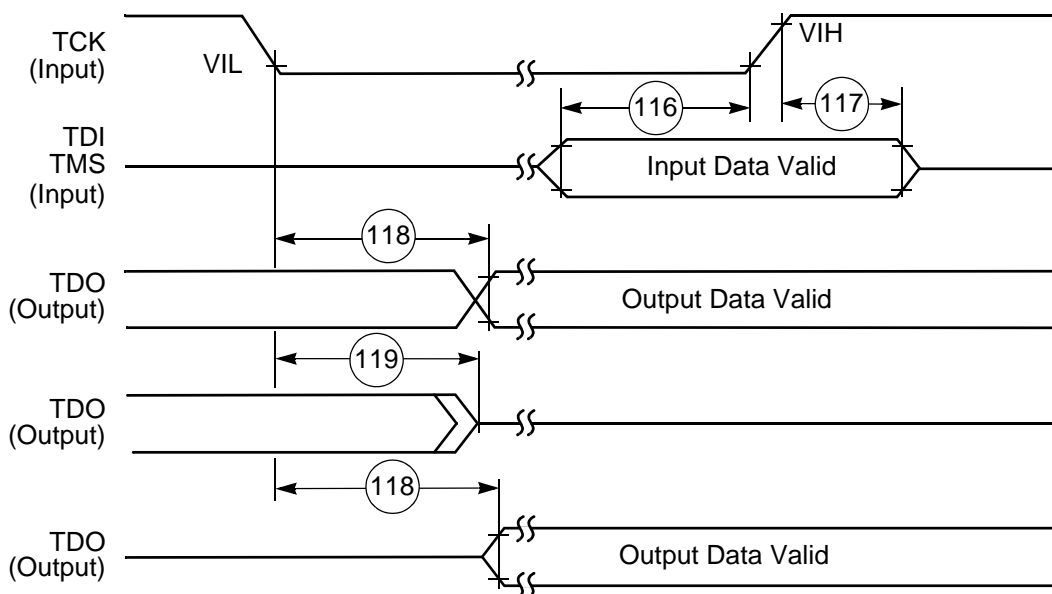 TCK
(Input)
VIL
VIH
116
117
TDI
TMS
(Input)
Input Data Valid
118
TDO
(Output)
Output Data Valid
119
TDO
(Output)
118
TDO
(Output)
Output Data Valid